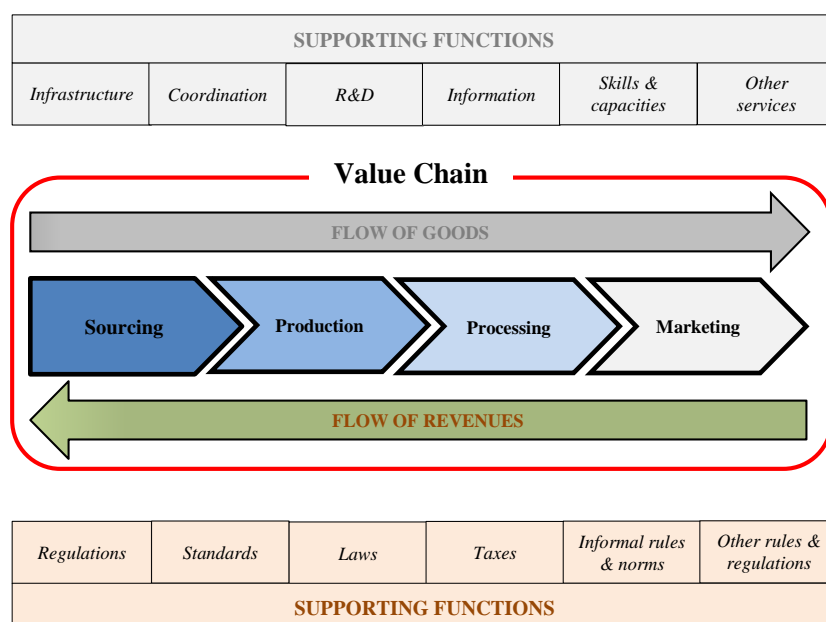 SUPPORTING FUNCTIONS
Infrastructure
Coordination
R&D
Information
Skills &
capacities
Other
services
Value Chain
FLOW OF GOODS
Sourcing
Production
Processing
Marketing
FLOW OF REVENUES
Regulations
Standards
Laws
Taxes
Informal rules
& norms
Other rules &
regulations
SUPPORTING FUNCTIONS